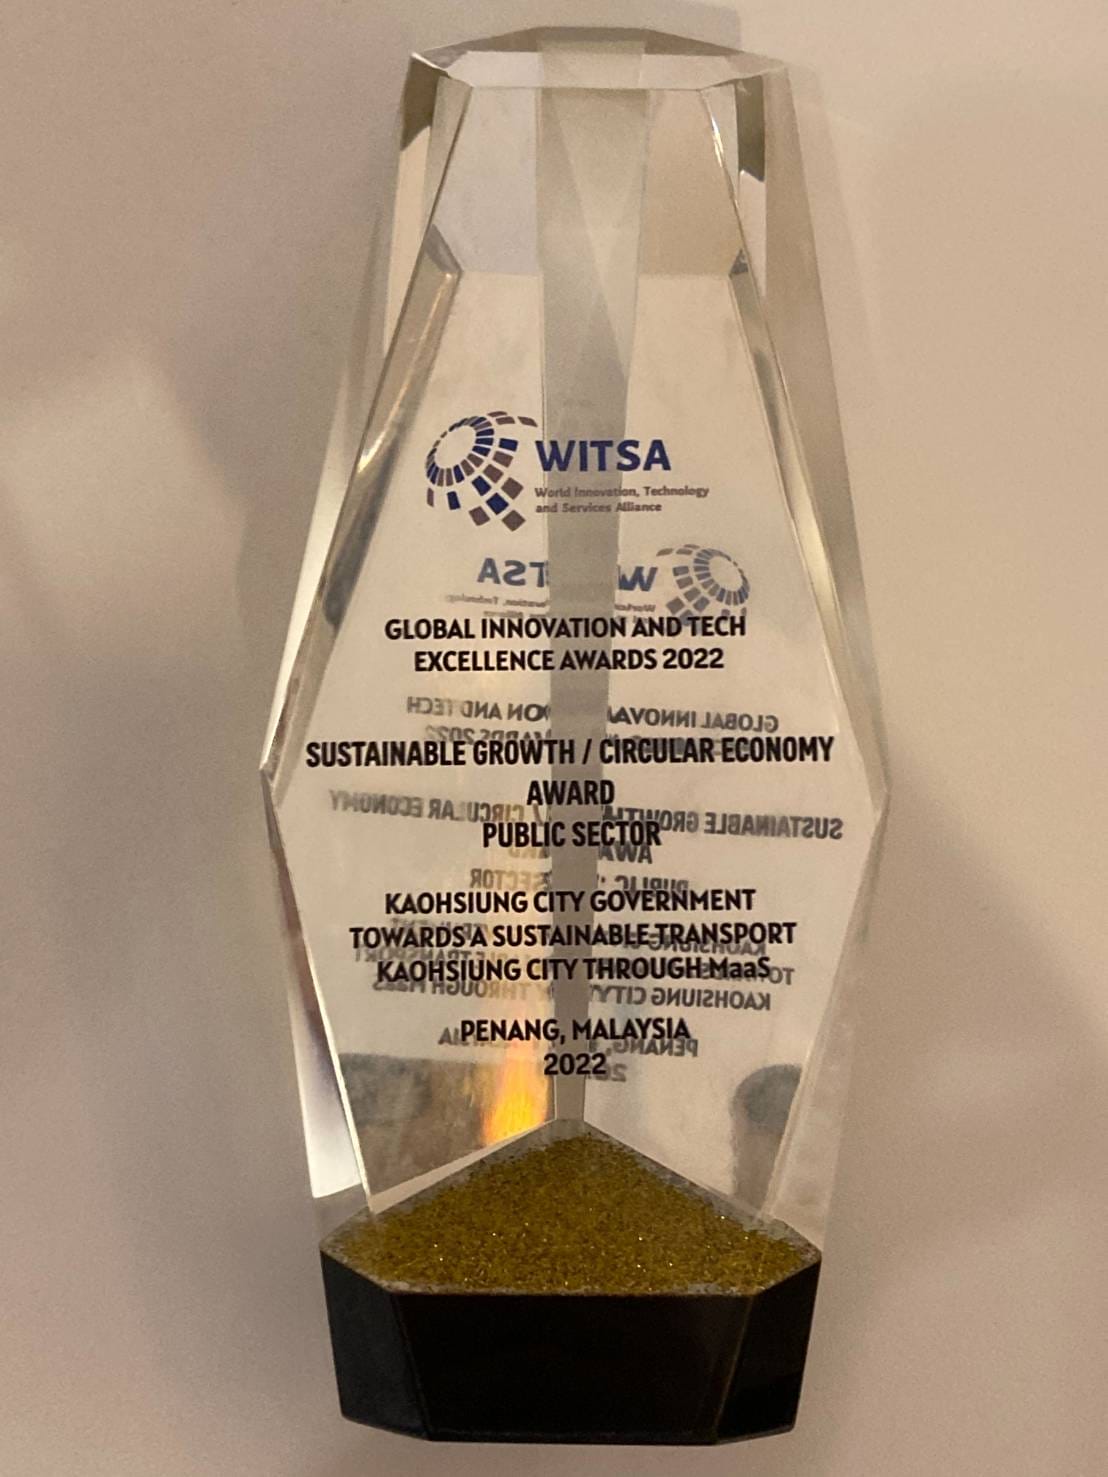 WITSA
World Innovation, Technology
and Services Alliance
GLOBAL INNOVATION AND TECH
EXCELLENCE AWARDS 2022
SUSTAINABLE GROWTH / CIRCULAR ECONOMY
AWARD
PUBLIC SECTOR
KAOHSIUNG CITY GOVERNMENT
TOWARDS A SUSTAINABLE TRANSPORT
KAOHSIUNG CITY THROUGH MaaS
PENANG, MALAYSIA
2022